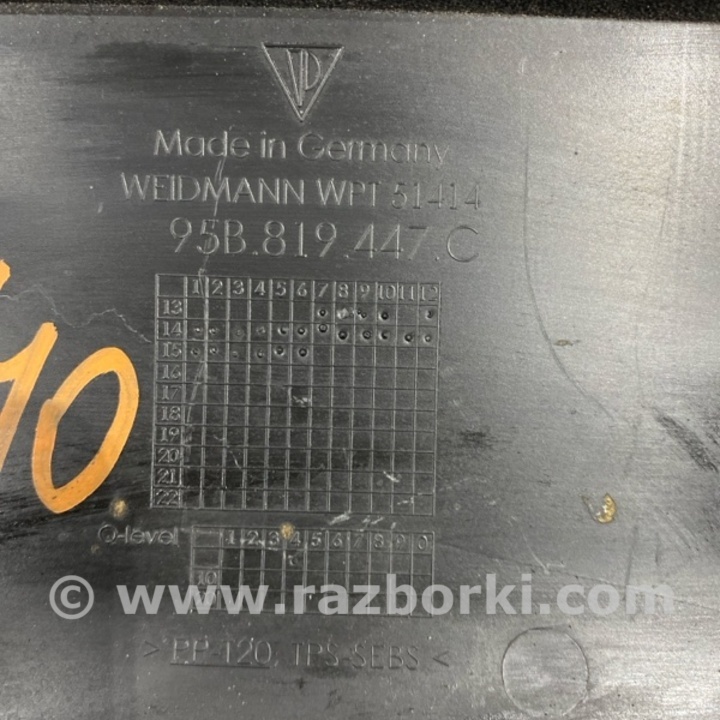 Made in Germany
WEIDMANN WPT 51414
95B.819.447.C
1 2 3 4 5 6 7 8 9 10 11 12
13
14
15
16
17
18
19
20
21
22
10
Q-level
1 2 3 4 5 6 7 8 9 0
10
© www.razborki.com
> PP-T20, TPS-SEBS <